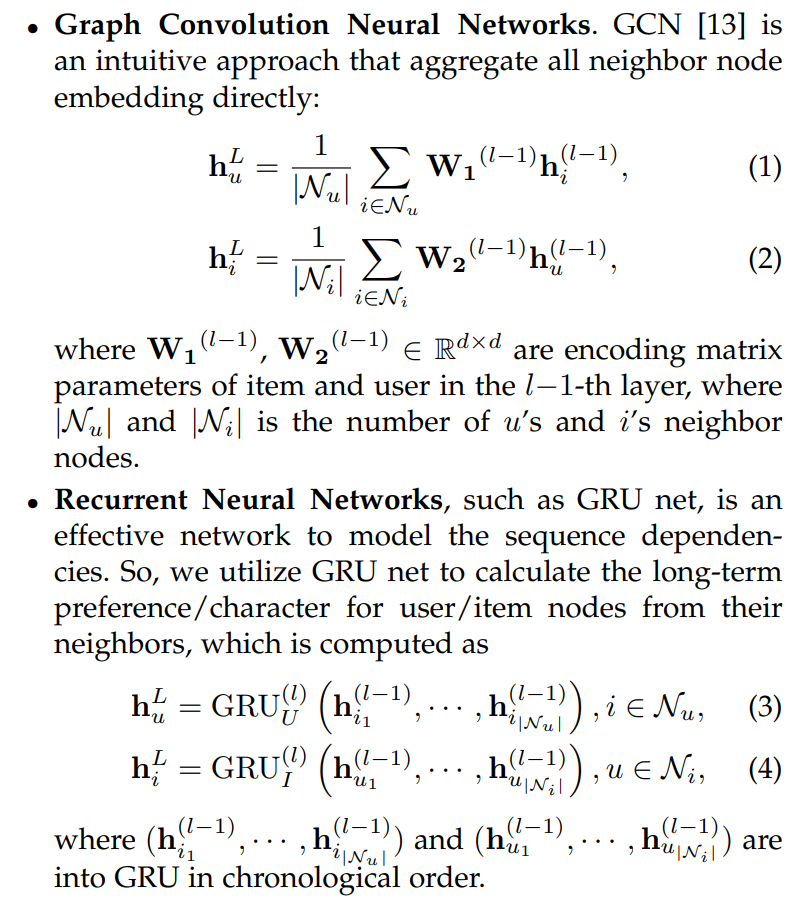 • Graph Convolution Neural Networks. GCN [13] is
an intuitive approach that aggregate all neighbor node
embedding directly:
$\mathbf{h}_u^L = \frac{1}{|\mathcal{N}_u|} \sum_{i \in \mathcal{N}_u} \mathbf{W_1}^{(l-1)} \mathbf{h}_i^{(l-1)},$ (1)
$\mathbf{h}_i^L = \frac{1}{|\mathcal{N}_i|} \sum_{i \in \mathcal{N}_i} \mathbf{W_2}^{(l-1)} \mathbf{h}_u^{(l-1)},$ (2)
where $\mathbf{W_1}^{(l-1)}$, $\mathbf{W_2}^{(l-1)} \in \mathbb{R}^{d \times d}$ are encoding matrix
parameters of item and user in the $l-1$-th layer, where
$|\mathcal{N}_u|$ and $|\mathcal{N}_i|$ is the number of $u$'s and $i$'s neighbor
nodes.
• Recurrent Neural Networks, such as GRU net, is an
effective network to model the sequence dependen-
cies. So, we utilize GRU net to calculate the long-term
preference/character for user/item nodes from their
neighbors, which is computed as
$\mathbf{h}_u^L = \mathrm{GRU}_U^{(l)} \left( \mathbf{h}_{i_1}^{(l-1)}, \cdots, \mathbf{h}_{i_{|\mathcal{N}_u|}}^{(l-1)} \right), i \in \mathcal{N}_u,$ (3)
$\mathbf{h}_i^L = \mathrm{GRU}_I^{(l)} \left( \mathbf{h}_{u_1}^{(l-1)}, \cdots, \mathbf{h}_{u_{|\mathcal{N}_i|}}^{(l-1)} \right), u \in \mathcal{N}_i,$ (4)
where $(\mathbf{h}_{i_1}^{(l-1)}, \cdots, \mathbf{h}_{i_{|\mathcal{N}_u|}}^{(l-1)})$ and $(\mathbf{h}_{u_1}^{(l-1)}, \cdots, \mathbf{h}_{u_{|\mathcal{N}_i|}}^{(l-1)})$ are
into GRU in chronological order.